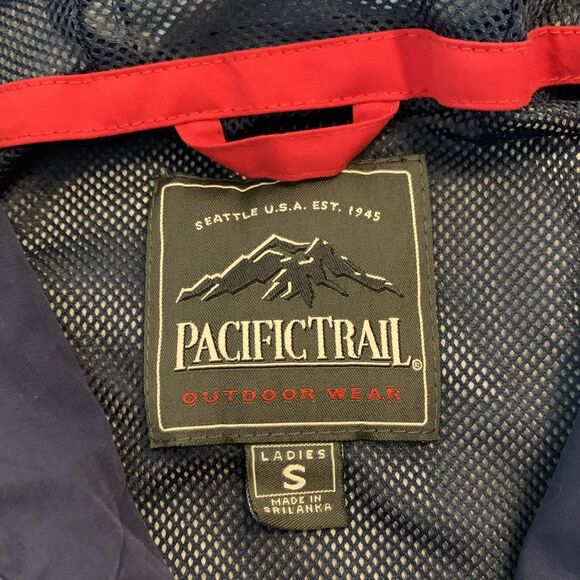 SEATTLE U.S.A. EST. 1945
PACIFICTRAIL®
OUTDOOR WEAR
LADIES
S
MADE IN
SRILANKA